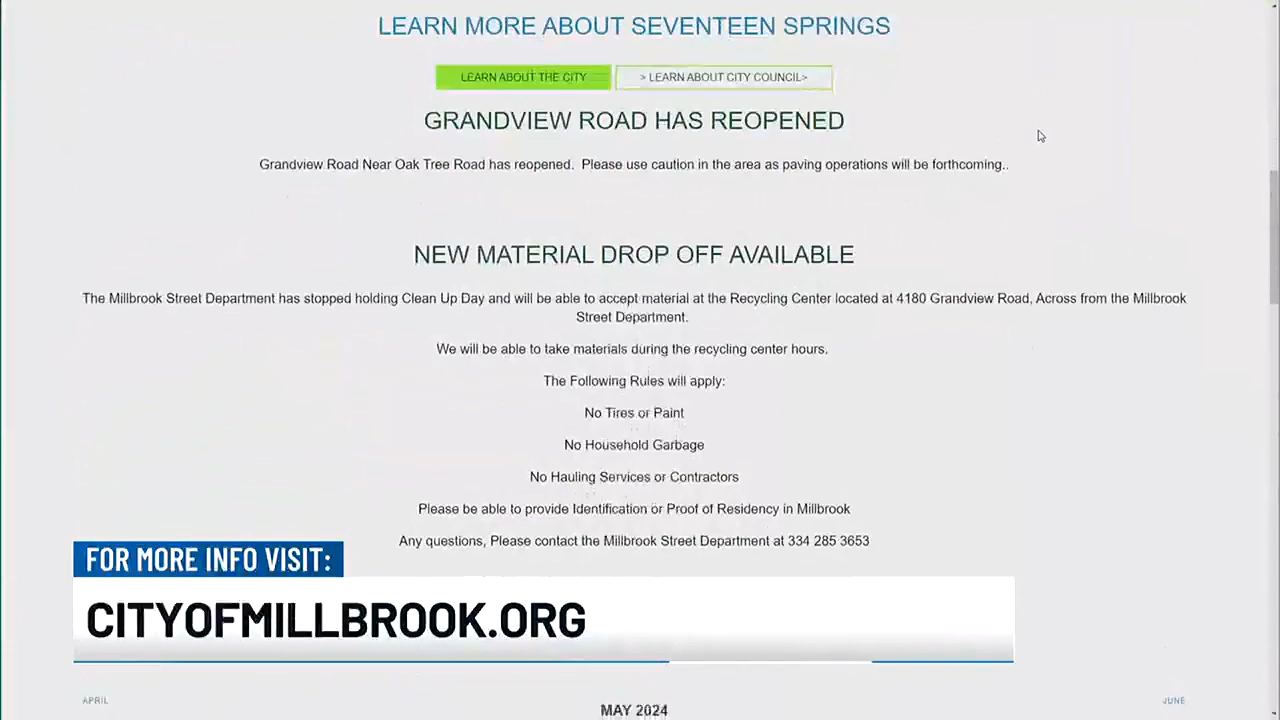 LEARN MORE ABOUT SEVENTEEN SPRINGS
LEARN ABOUT THE CITY
> LEARN ABOUT CITY COUNCIL>
GRANDVIEW ROAD HAS REOPENED
Grandview Road Near Oak Tree Road has reopened. Please use caution in the area as paving operations will be forthcoming..
NEW MATERIAL DROP OFF AVAILABLE
The Millbrook Street Department has stopped holding Clean Up Day and will be able to accept material at the Recycling Center located at 4180 Grandview Road, Across from the Millbrook
Street Department.
We will be able to take materials during the recycling center hours.
The Following Rules will apply:
No Tires or Paint
No Household Garbage
No Hauling Services or Contractors
Please be able to provide Identification or Proof of Residency in Millbrook
Any questions, Please contact the Millbrook Street Department at 334 285 3653
FOR MORE INFO VISIT:
CITYOFMILLBROOK.ORG
APRIL
MAY 2024
JUNE